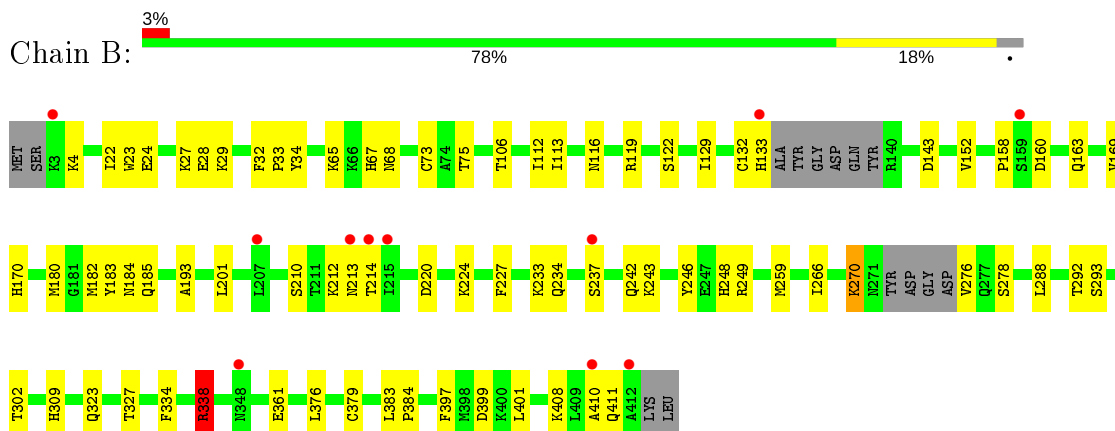 3%
Chain B:
78%
18%
•
MET SER K3 K4 I22 W23 E24 K27 E28 K29 F32 P33 Y34 K65 K66 H67 N68 C73 A74 T75 T106 I112 I113 N116 R119 S122 I129 C132 H133 ALA TYR GLY ASP GLN TYR R140 D143 V152 P158 S159 D160 Q163 V169
H170 M180 G181 M182 Y183 N184 Q185 A193 L201 L207 S210 T211 K212 N213 T214 I215 D220 K224 F227 K233 Q234 S237 Q242 K243 Y246 E247 H248 R249 M259 I266 K270 N271 TYR ASP GLY ASP V276 Q277 S278 L288 T292 S293
T302 H309 Q323 T327 F334 R338 N348 E361 L376 C379 L383 P384 F397 M398 D399 K400 L401 K408 L409 A410 Q411 A412 LYS LEU